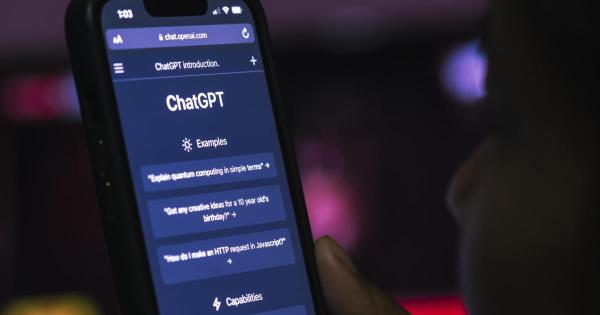 1:03
AA chat.openai.com
ChatGPT introduction. +
ChatGPT
Examples
"Explain quantum computing in simple terms" →
"Got any creative ideas for a 10 year old's
birthday?" →
"How do I make an HTTP request in Javascript?"
→
Capabilities